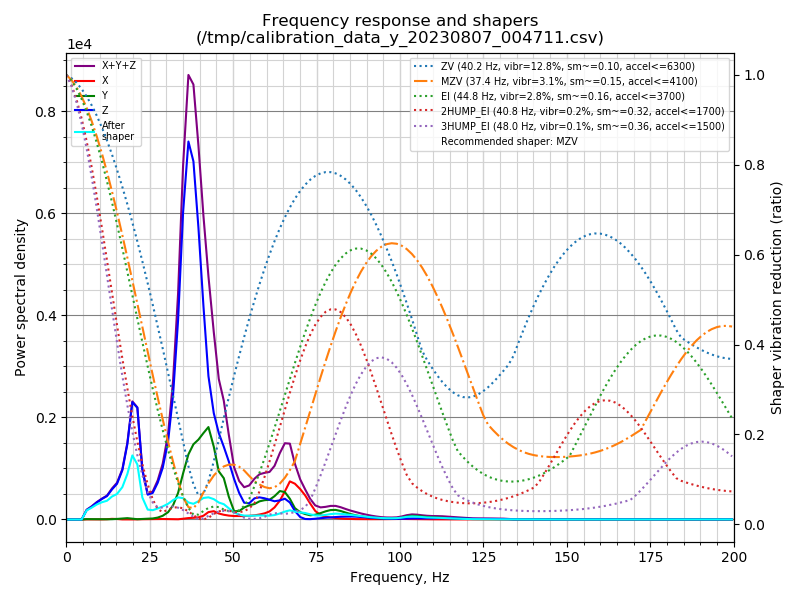 Frequency response and shapers
(/tmp/calibration_data_y_20230807_004711.csv)
1e4
X+Y+Z
X
Y
Z
After
shaper
ZV (40.2 Hz, vibr=12.8%, sm~=0.10, accel<=6300)
MZV (37.4 Hz, vibr=3.1%, sm~=0.15, accel<=4100)
EI (44.8 Hz, vibr=2.8%, sm~=0.16, accel<=3700)
2HUMP_EI (40.8 Hz, vibr=0.2%, sm~=0.32, accel<=1700)
3HUMP_EI (48.0 Hz, vibr=0.1%, sm~=0.36, accel<=1500)
Recommended shaper: MZV
Power spectral density
0.8
0.6
0.4
0.2
0.0
1.0
0.8
0.6
0.4
0.2
0.0
Shaper vibration reduction (ratio)
0 25 50 75 100 125 150 175 200
Frequency, Hz